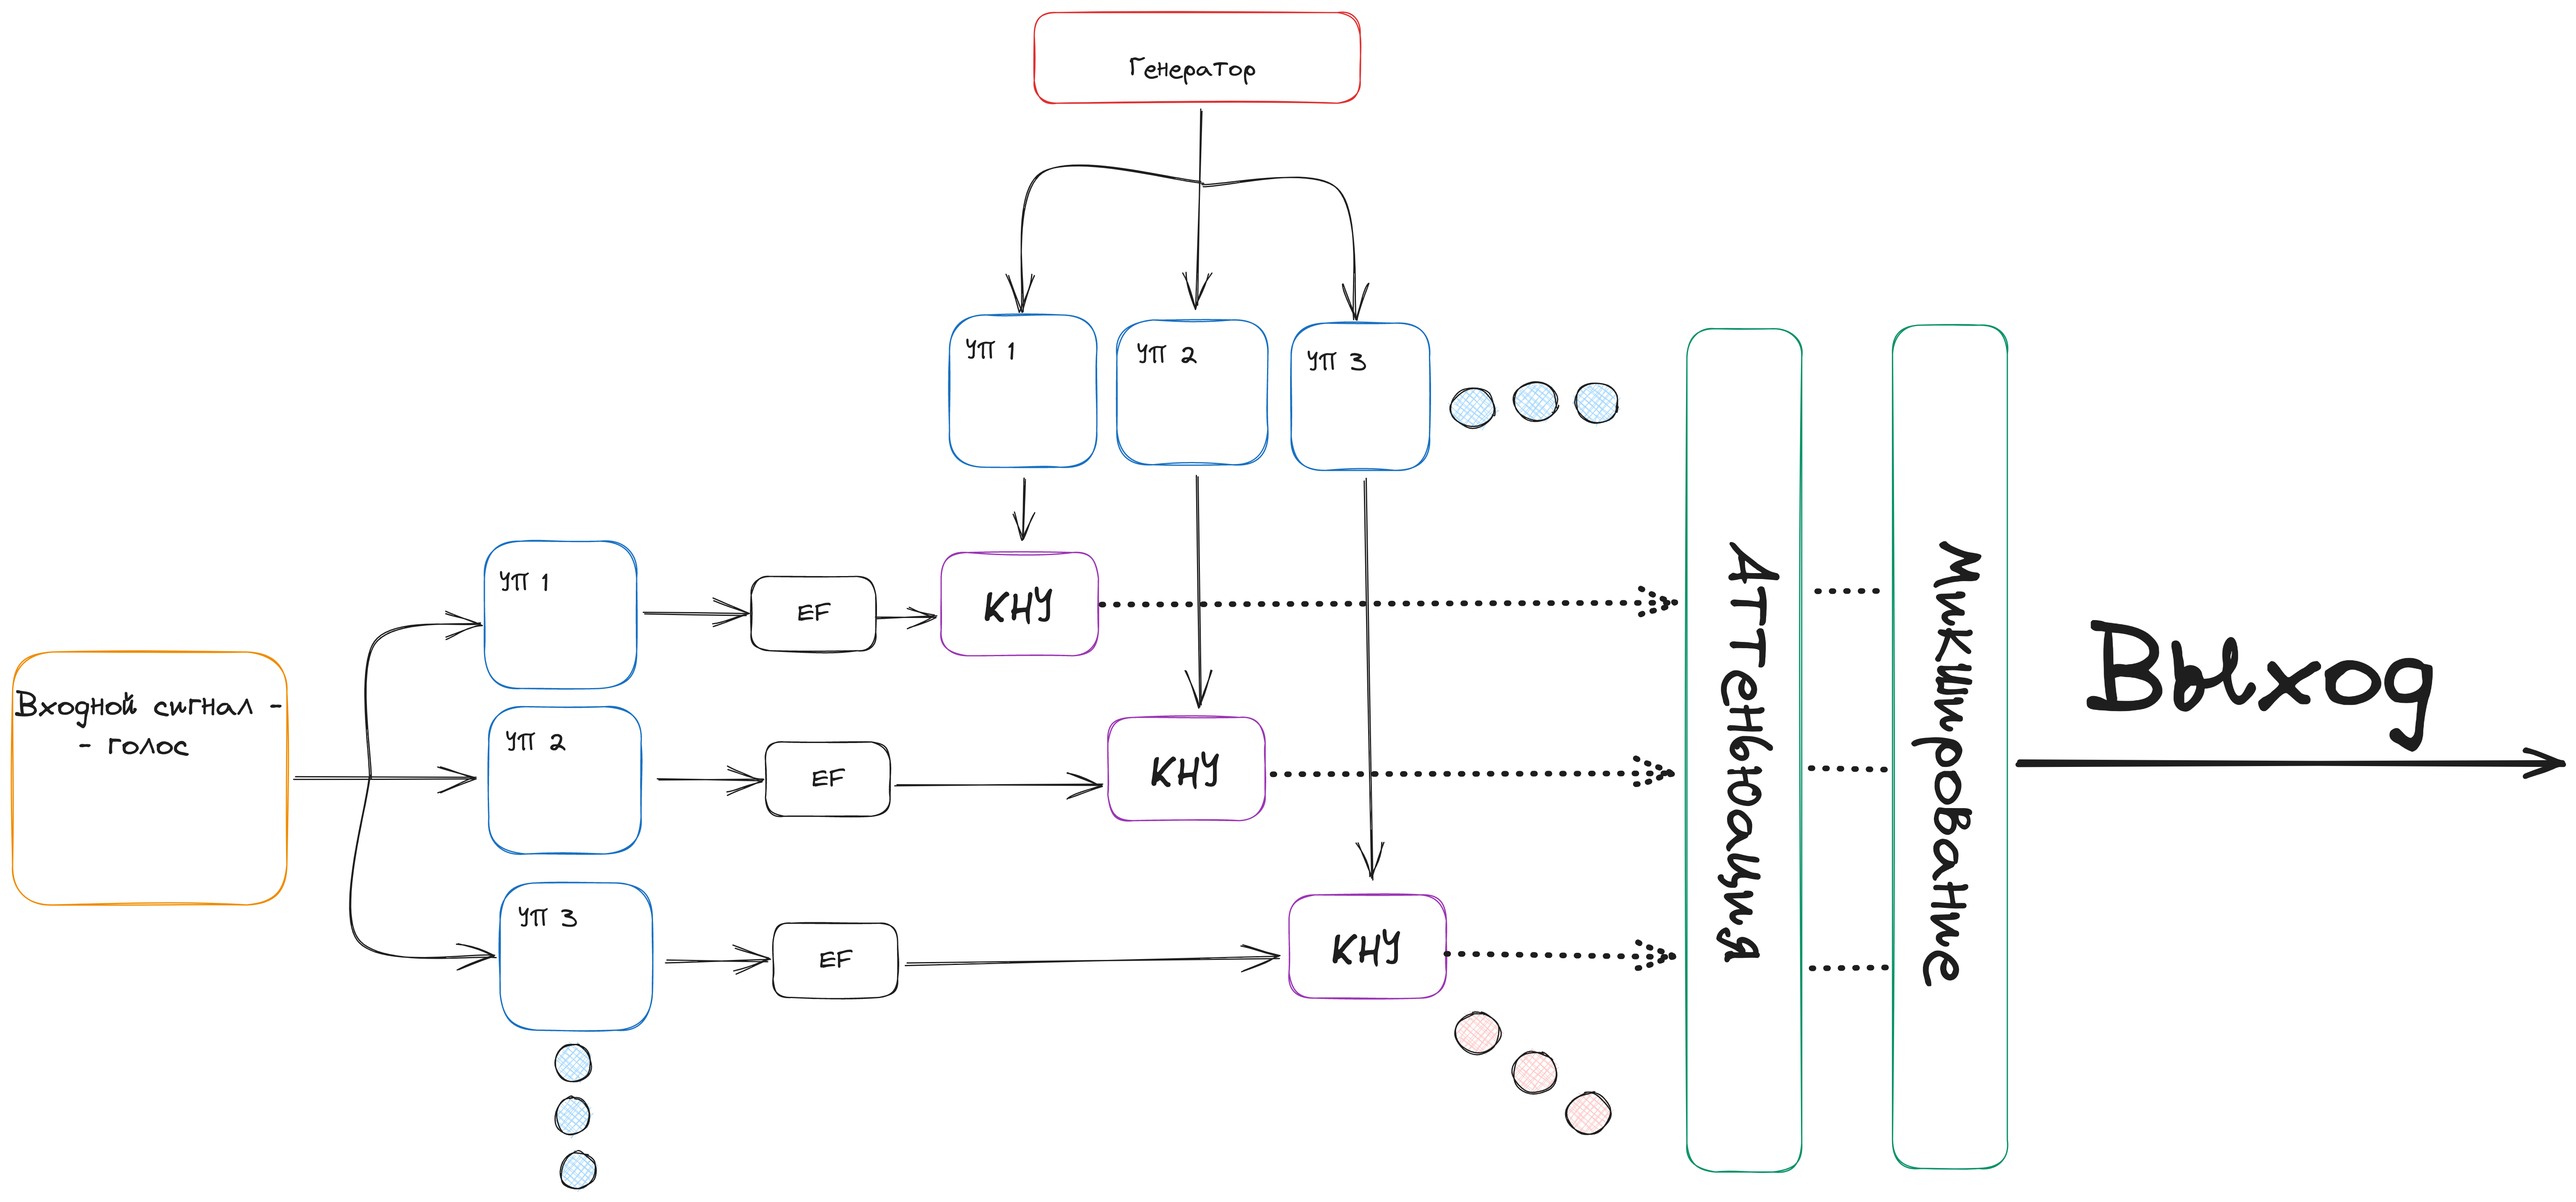 Генератор
УП 1
УП 2
УП 3
УП 1
EF
КНУ
Входной сигнал -
- голос
УП 2
EF
КНУ
УП 3
EF
КНУ
Аттеньюация
Микширование
Выход